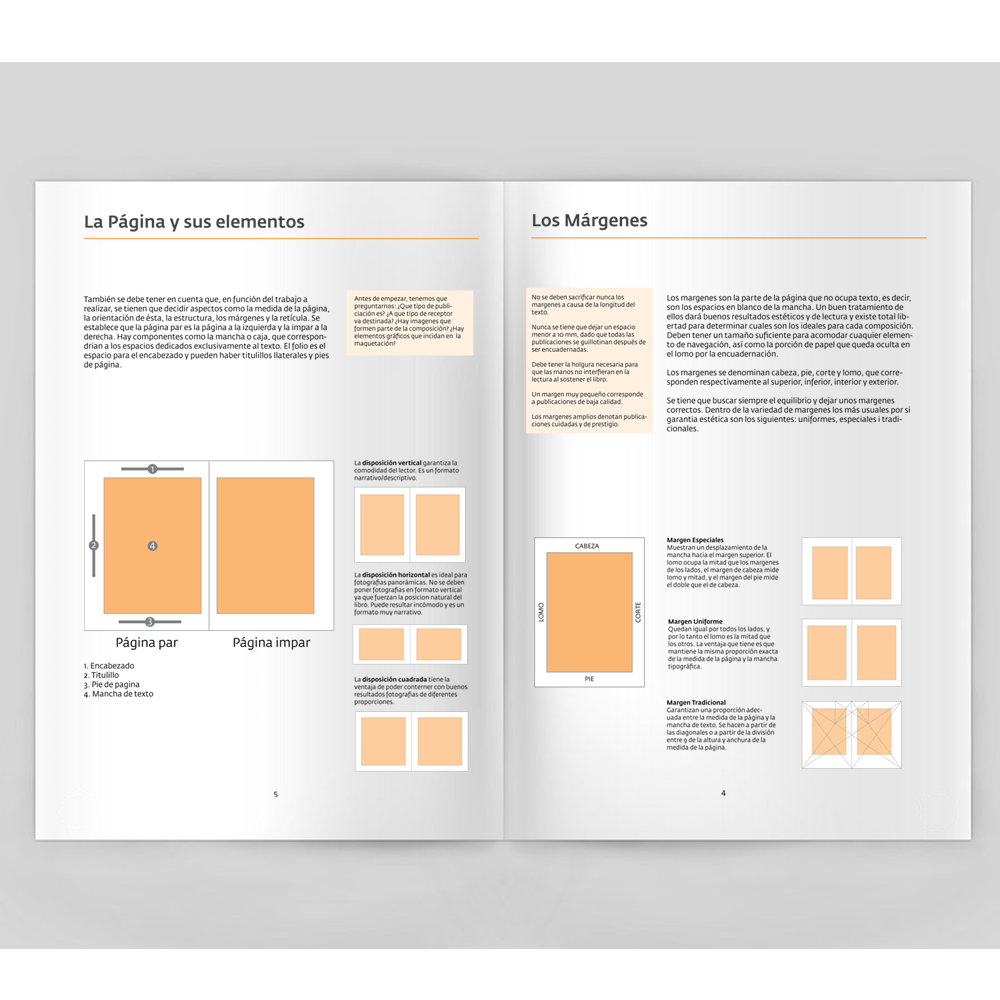 La Página y sus elementos
También se debe tener en cuenta que, en función del trabajo a
realizar, se tienen que decidir aspectos como la medida de la página,
la orientación de ésta, la estructura, los márgenes y la retícula. Se
establece que la página par es la página a la izquierda y la impar a la
derecha. Hay componentes como la mancha o caja, que correspon-
drian a los espacios dedicados exclusivamente al texto. El folio es el
espacio para el encabezado y pueden haber titulillos llaterales y pies
de página.
Antes de empezar, tenemos que
preguntarnos: ¿Que tipo de publi-
ciación es? ¿A que tipo de receptor
va destinada? ¿Hay imagenes que
formen parte de la composición? ¿Hay
elementos gráficos que incidan en la
maquetación?
1
2
4
3
Página par
Página impar
1. Encabezado
2. Titulillo
3. Pie de pagina
4. Mancha de texto
La disposición vertical garantiza la
comodidad del lector. Es un formato
narrativo/descriptivo.
La disposición horizontal es ideal para
fotografias panorámicas. No se deben
poner fotografias en formato vertical
ya que fuerzan la posicion natural del
libro. Puede resultar incómodo y es un
formato muy narrativo.
La disposición cuadrada tiene la
ventaja de poder conterner con buenos
resultados fotografias de diferentes
proporciones.
5
Los Márgenes
No se deben sacrificar nunca los
margenes a causa de la longitud del
texto.
Nunca se tiene que dejar un espacio
menor a 10 mm, dado que todas las
publicaciones se guillotinan después de
ser encuadernadas.
Debe tener la holgura necesaria para
que las manos no interfieran en la
lectura al sostener el libro.
Un margen muy pequeño corresponde
a publicaciones de baja calidad.
Los margenes amplios denotan publica-
ciones cuidadas y de prestigio.
Los margenes son la parte de la página que no ocupa texto, es decir,
son los espacios en blanco de la mancha. Un buen tratamiento de
ellos dará buenos resultados estéticos y de lectura y existe total lib-
ertad para determinar cuales son los ideales para cada composición.
Deben tener un tamaño suficiente para acomodar cuaquier elemen-
to de navegación, así como la porción de papel que queda oculta en
el lomo por la encuadernación.
Los margenes se denominan cabeza, pie, corte y lomo, que corre-
sponden respectivamente al superior, inferior, interior y exterior.
Se tiene que buscar siempre el equilibrio y dejar unos margenes
correctos. Dentro de la variedad de margenes los más usuales por si
garantia estética son los siguientes: uniformes, especiales i tradi-
cionales.
CABEZA
LOMO
CORTE
PIE
Margen Especiales
Muestran un desplazamiento de la
mancha hacia el margen superior. El
lomo ocupa la mitad que los margenes
de los lados, el margen de cabeza mide
lomo y mitad, y el margen del pie mide
el doble que el de cabeza.
Margen Uniforme
Quedan igual por todos los lados, y
por lo tanto el lomo es la mitad que
los otros. La ventaja que tiene es que
mantiene la misma proporción exacta
de la medida de la página y la mancha
tipográfica.
Margen Tradicional
Garantizan una proporción adec-
uada entre la medida de la página y la
mancha de texto. Se hacen a partir de
las diagonales o a partir de la división
entre 9 de la altura y anchura de la
medida de la página.
4